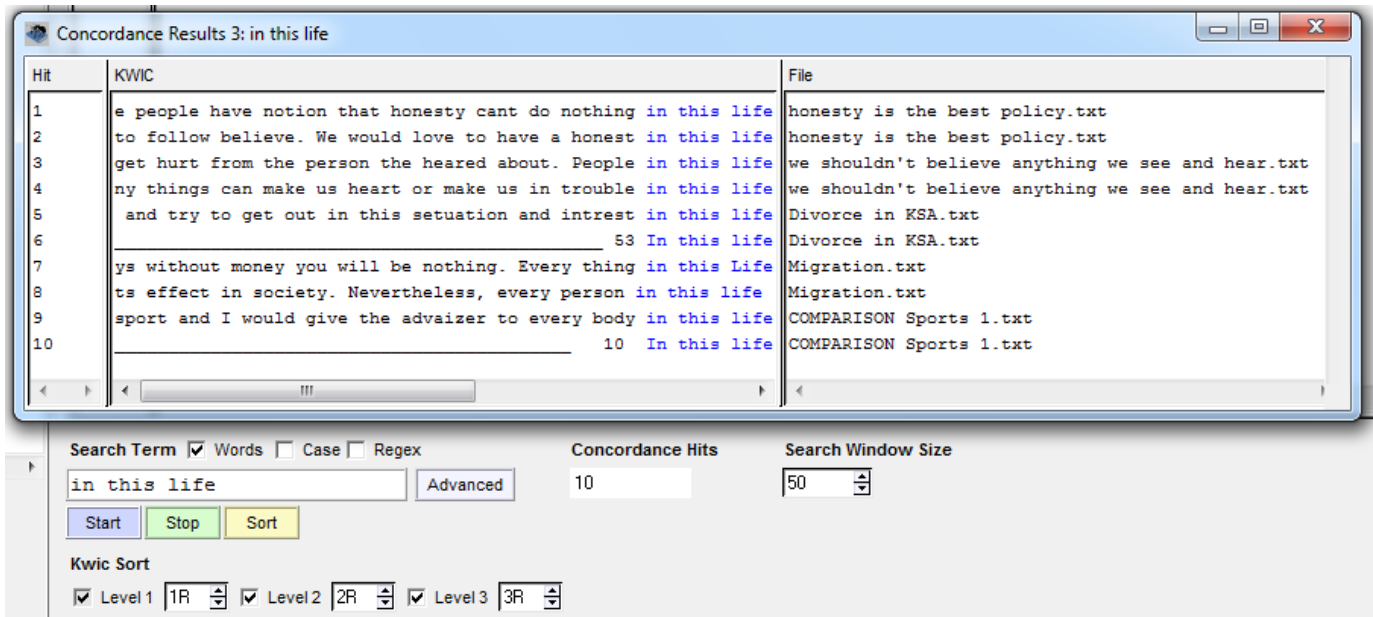 Concordance Results 3: in this life
Hit KWIC File
1 e people have notion that honesty cant do nothing in this life honesty is the best policy.txt
2 to follow believe. We would love to have a honest in this life honesty is the best policy.txt
3 get hurt from the person the heared about. People in this life we shouldn't believe anything we see and hear.txt
4 ny things can make us heart or make us in trouble in this life we shouldn't believe anything we see and hear.txt
5 and try to get out in this setuation and intrest in this life Divorce in KSA.txt
6 ______________________________________________ 53 In this life Divorce in KSA.txt
7 ys without money you will be nothing. Every thing in this Life Migration.txt
8 ts effect in society. Nevertheless, every person in this life Migration.txt
9 sport and I would give the advaizer to every body in this life COMPARISON Sports 1.txt
10 ___________________________________________ 10 In this life COMPARISON Sports 1.txt
Search Term Words Case Regex Concordance Hits Search Window Size
in this life Advanced 10 50
Start Stop Sort
Kwic Sort
Level 1 1R Level 2 2R Level 3 3R